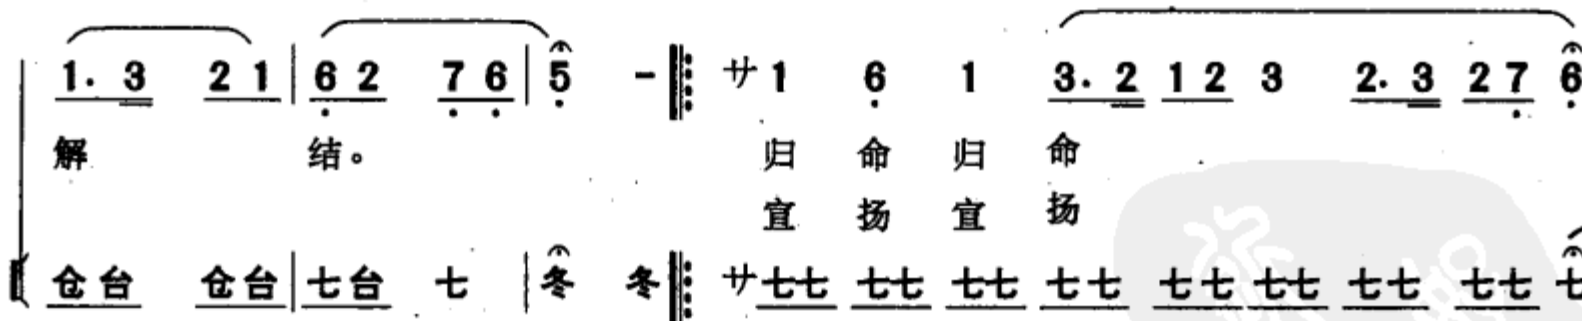 1. 3 2 1 | 6 2 7 6 | 5 - 𝄆 サ 1 6 1 3. 2 1 2 3 2. 3 2 7 6
解 结。 归 命 归 命
宣 扬 宣 扬
仓台 仓台 | 七台 七 | 冬 冬 𝄆 サ 七七 七七 七七 七七 七七 七七 七七 七七 七